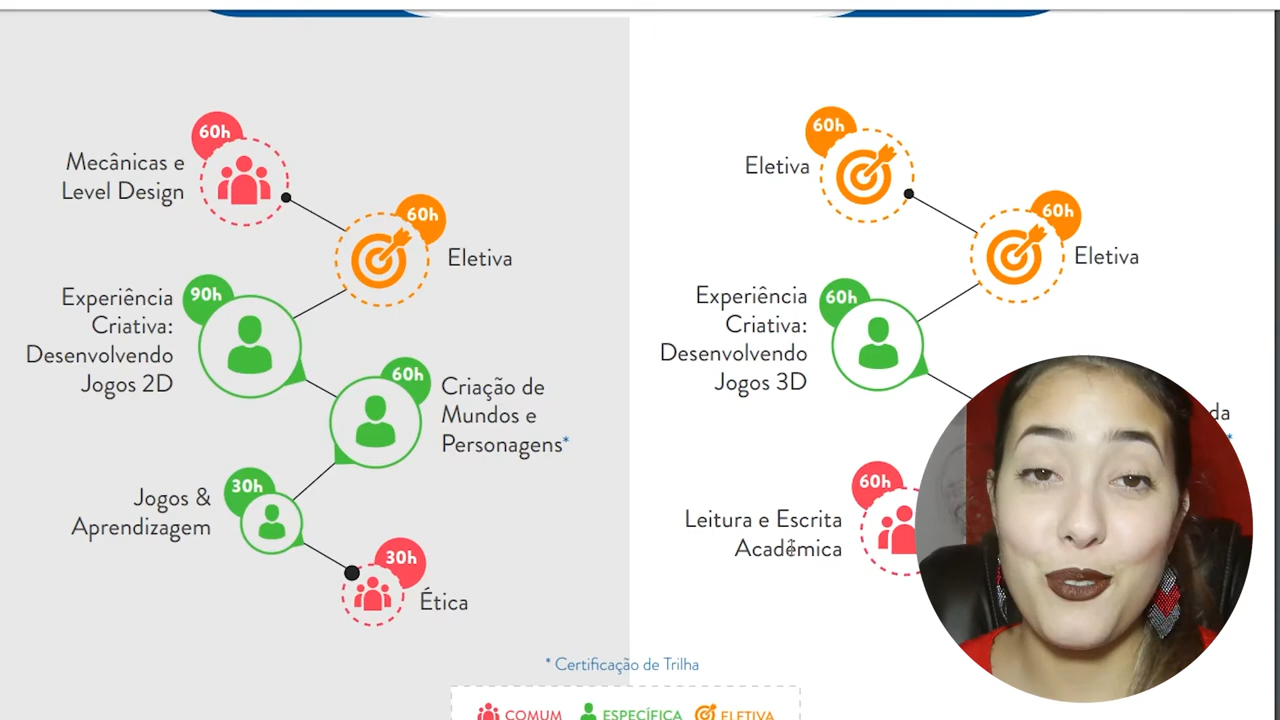 60h
Mecânicas e
Level Design
60h
Eletiva
90h
Experiência
Criativa:
Desenvolvendo
Jogos 2D
60h
Criação de
Mundos e
Personagens*
30h
Jogos &
Aprendizagem
30h
Ética
60h
Eletiva
60h
Eletiva
60h
Experiência
Criativa:
Desenvolvendo
Jogos 3D
60h
Leitura e Escrita
Acadêmica
* Certificação de Trilha
COMUM ESPECÍFICA ELETIVA